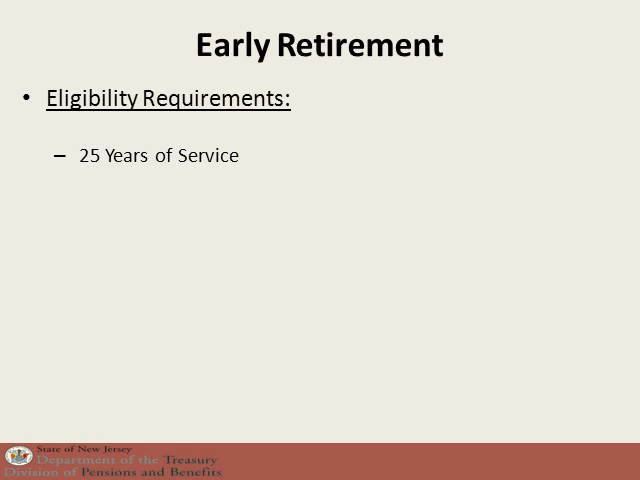 Early Retirement
• Eligibility Requirements:
– 25 Years of Service
State of New Jersey
Department of the Treasury
Division of Pensions and Benefits